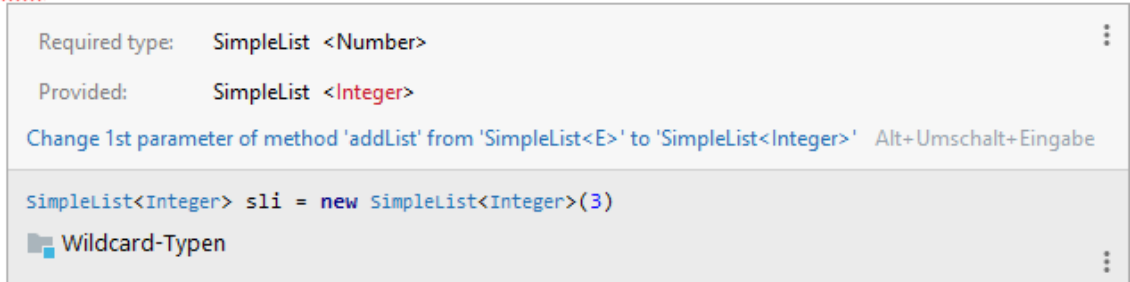 Required type: SimpleList <Number>
Provided: SimpleList <Integer>
Change 1st parameter of method 'addList' from 'SimpleList<E>' to 'SimpleList<Integer>' Alt+Umschalt+Eingabe
SimpleList<Integer> sli = new SimpleList<Integer>(3)
Wildcard-Typen